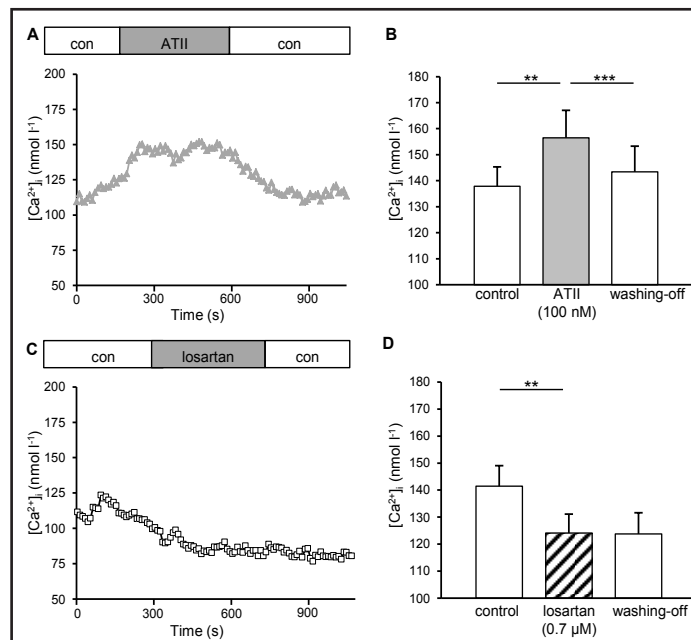 A
con ATII con
200
175
150
125
100
75
50
[Ca²⁺]ᵢ (nmol l⁻¹)
0 300 600 900
Time (s)
B
** ***
180
170
160
150
140
130
120
110
100
[Ca²⁺]ᵢ (nmol l⁻¹)
control ATII washing-off
(100 nM)
C
con losartan con
200
175
150
125
100
75
50
[Ca²⁺]ᵢ (nmol l⁻¹)
0 300 600 900
Time (s)
D
**
180
170
160
150
140
130
120
110
100
[Ca²⁺]ᵢ (nmol l⁻¹)
control losartan washing-off
(0.7 µM)